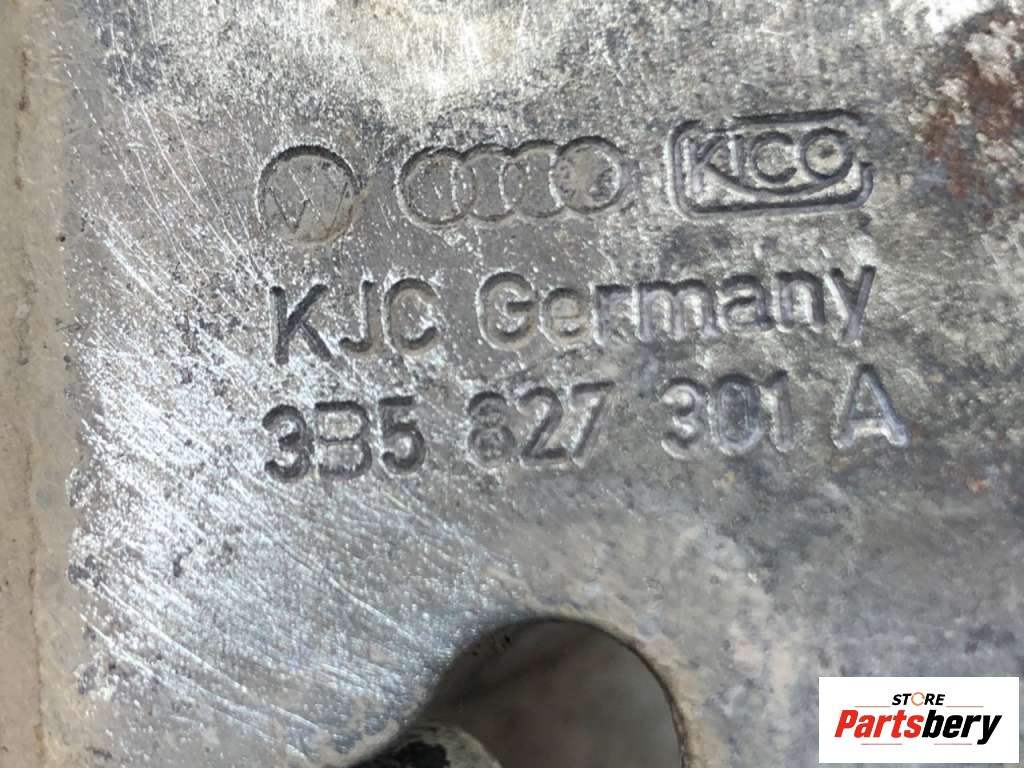 KICO
KJC Germany
3B5 827 301 A
STORE
Partsbery